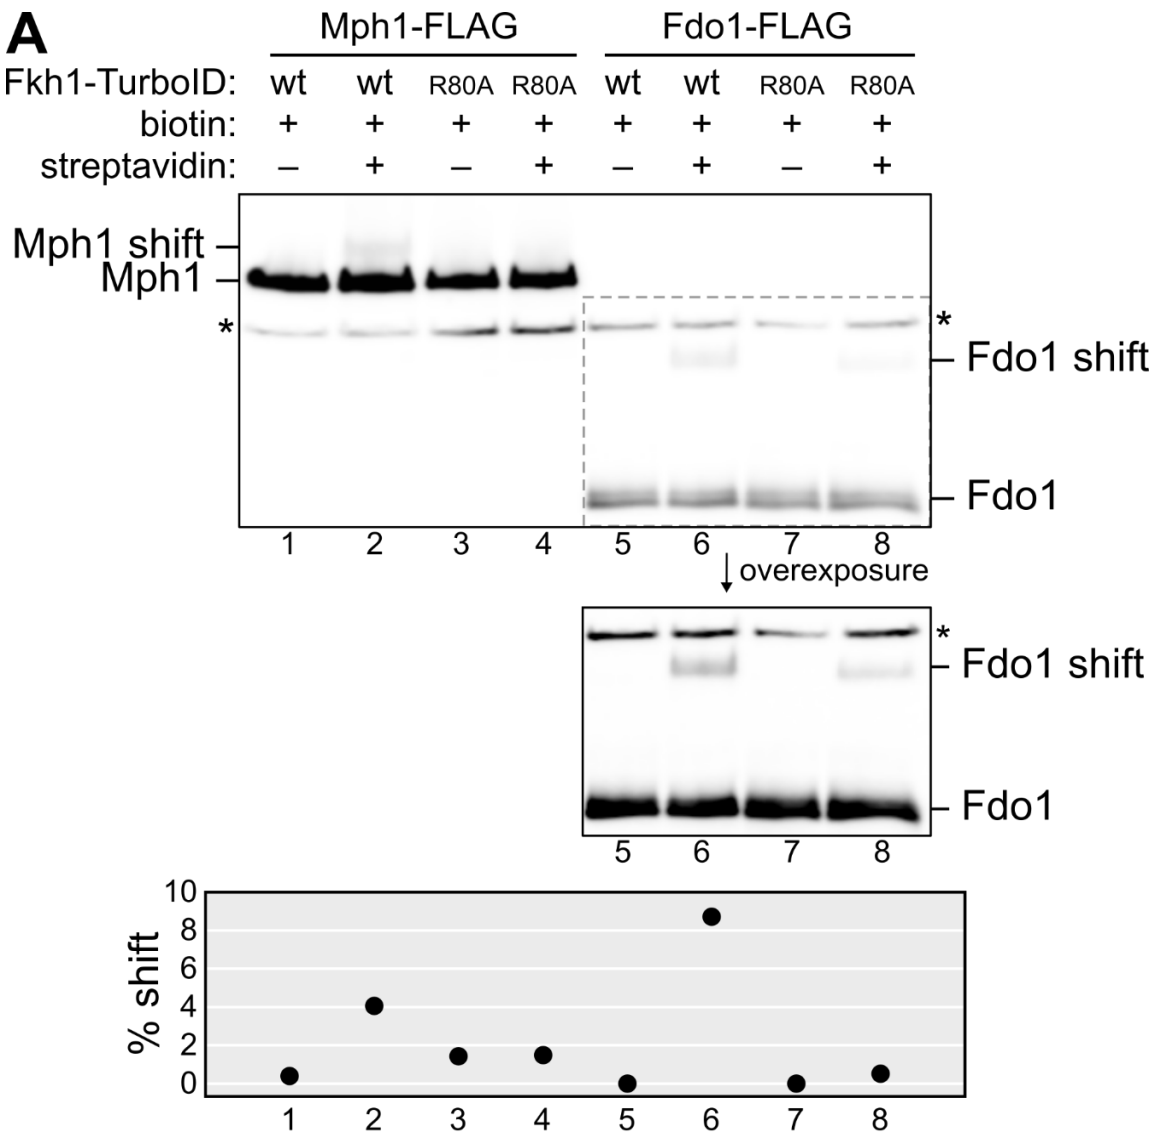 A
Mph1-FLAG Fdo1-FLAG
Fkh1-TurboID: wt wt R80A R80A wt wt R80A R80A
biotin: + + + + + + + +
streptavidin: – + – + – + – +
Mph1 shift
Mph1
* *
Fdo1 shift
Fdo1
1 2 3 4 5 6 7 8
↓ overexposure
*
Fdo1 shift
Fdo1
5 6 7 8
% shift
10
8
6
4
2
0
1 2 3 4 5 6 7 8